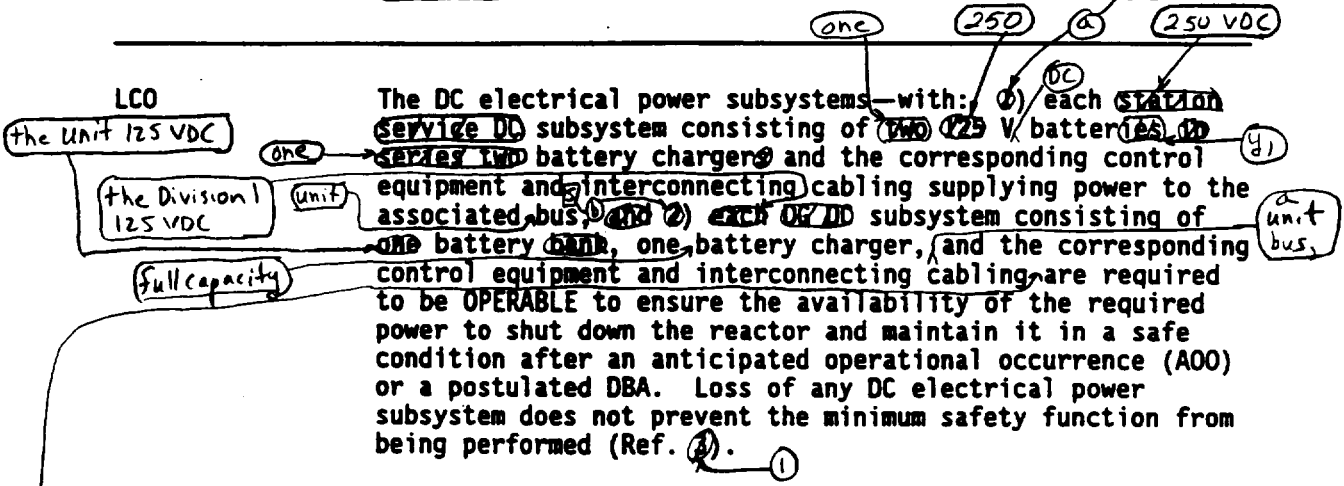 one 250 a 250 VDC
DC
LCO The DC electrical power subsystems—with: 1) each station
the unit 125 VDC service DC subsystem consisting of two 125 V batteries in
y,
one series two battery chargers and the corresponding control
equipment and interconnecting cabling supplying power to the
the Division 1
125 VDC
unit associated bus; and 2) each DG DC subsystem consisting of
b
a
unit
bus,
one battery bank, one battery charger, and the corresponding
full capacity control equipment and interconnecting cabling are required
to be OPERABLE to ensure the availability of the required
power to shut down the reactor and maintain it in a safe
condition after an anticipated operational occurrence (AOO)
or a postulated DBA. Loss of any DC electrical power
subsystem does not prevent the minimum safety function from
being performed (Ref. ).
1